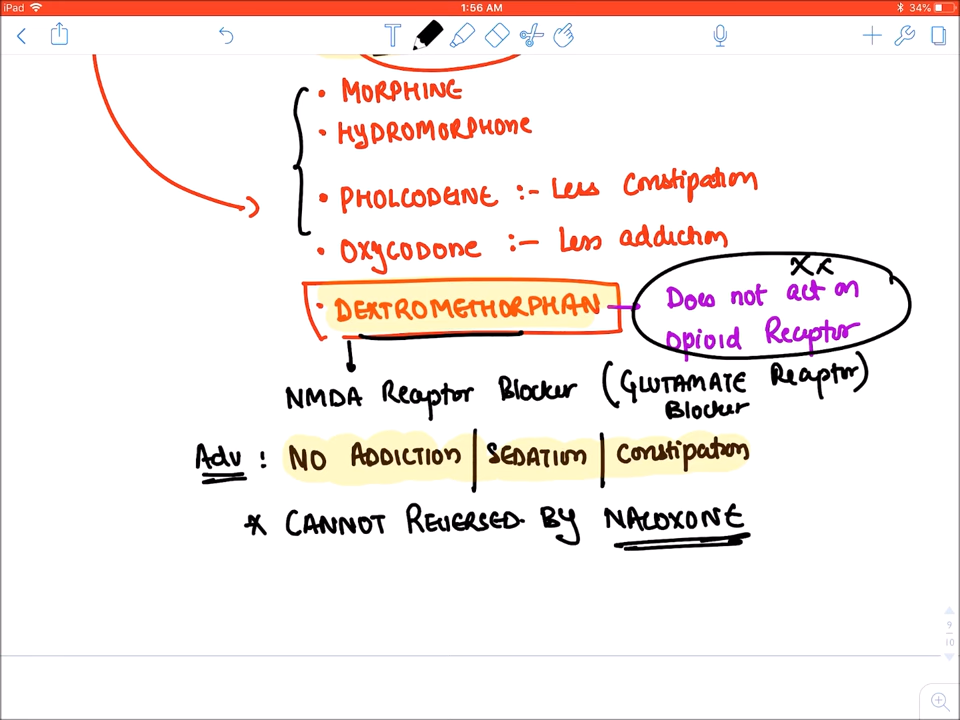 iPad 1:56 AM 34%
T
• MORPHINE
• HYDROMORPHONE
• PHOLCODEINE :- Less Constipation
• OXYCODONE :- Less addiction
• DEXTROMETHORPHAN - Does not act on
opioid Receptor
NMDA Receptor Blocker (GLUTAMATE Receptor)
Blocker
Adv : NO ADDICTION | SEDATION | Constipation
* CANNOT REVERSED BY NALOXONE
9
10